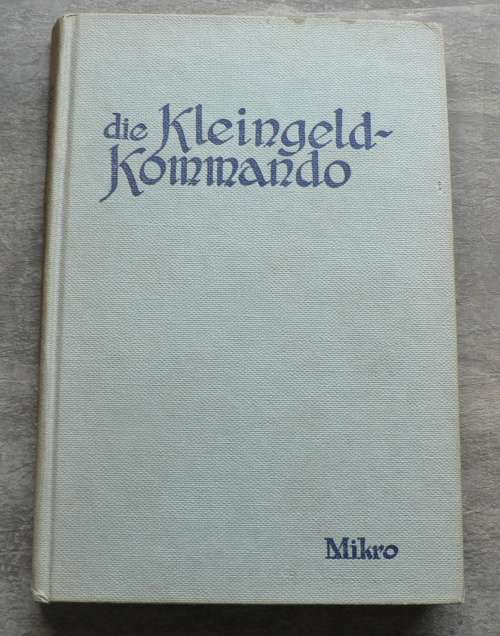 die Kleingeld-
Kommando
Mikro